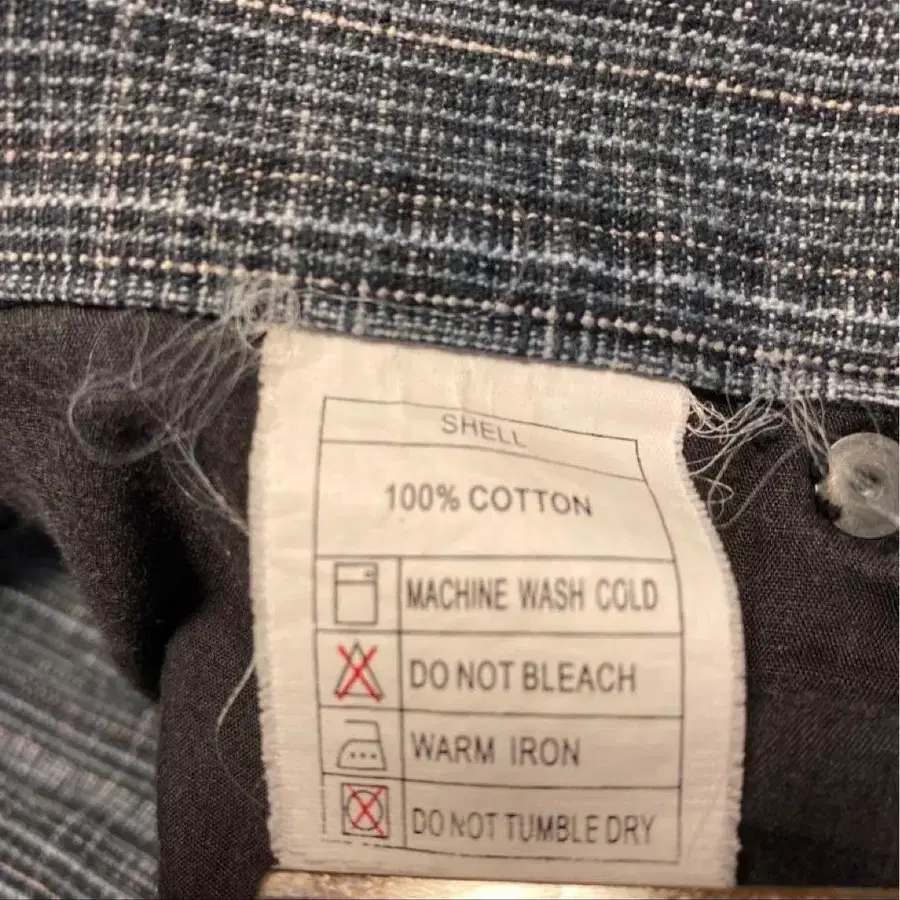 SHELL
100% COTTON
MACHINE WASH COLD
DO NOT BLEACH
WARM IRON
DO NOT TUMBLE DRY